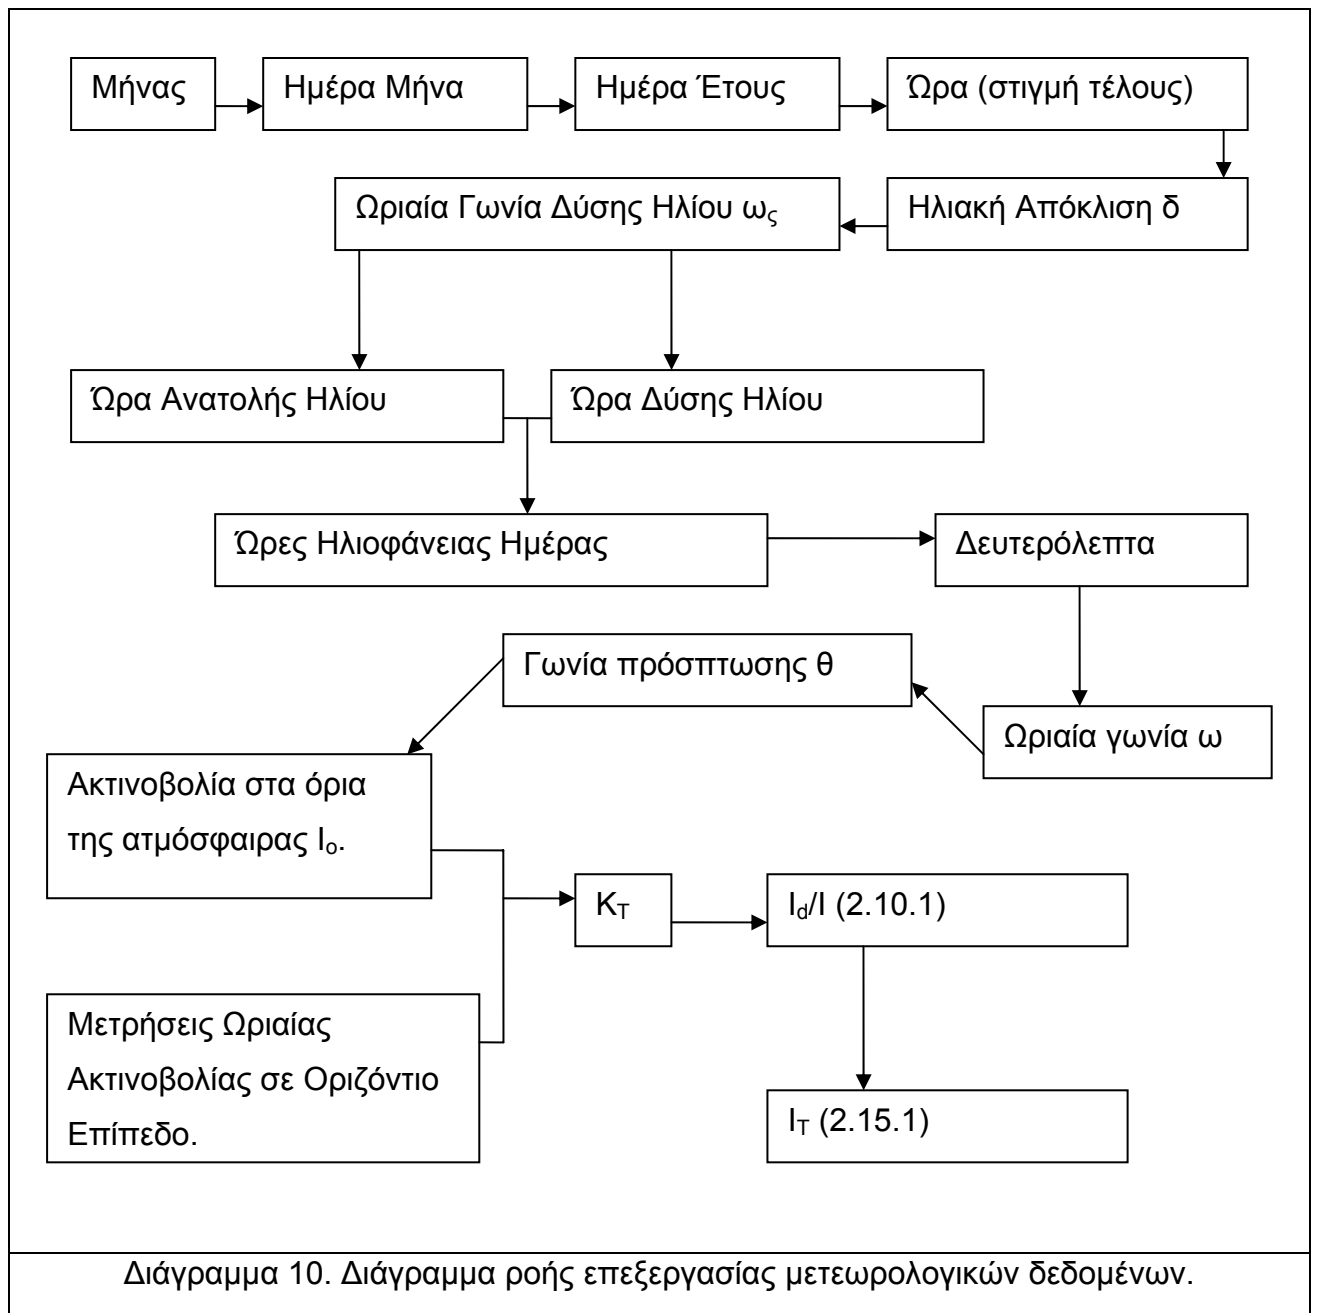 Μήνας
Ημέρα Μήνα
Ημέρα Έτους
Ώρα (στιγμή τέλους)
Ωριαία Γωνία Δύσης Ηλίου ως
Ηλιακή Απόκλιση δ
Ώρα Ανατολής Ηλίου
Ώρα Δύσης Ηλίου
Ώρες Ηλιοφάνειας Ημέρας
Δευτερόλεπτα
Γωνία πρόσπτωσης θ
Ωριαία γωνία ω
Ακτινοβολία στα όρια
της ατμόσφαιρας Io.
KT
Id/I (2.10.1)
Μετρήσεις Ωριαίας
Ακτινοβολίας σε Οριζόντιο
Επίπεδο.
IT (2.15.1)
Διάγραμμα 10. Διάγραμμα ροής επεξεργασίας μετεωρολογικών δεδομένων.